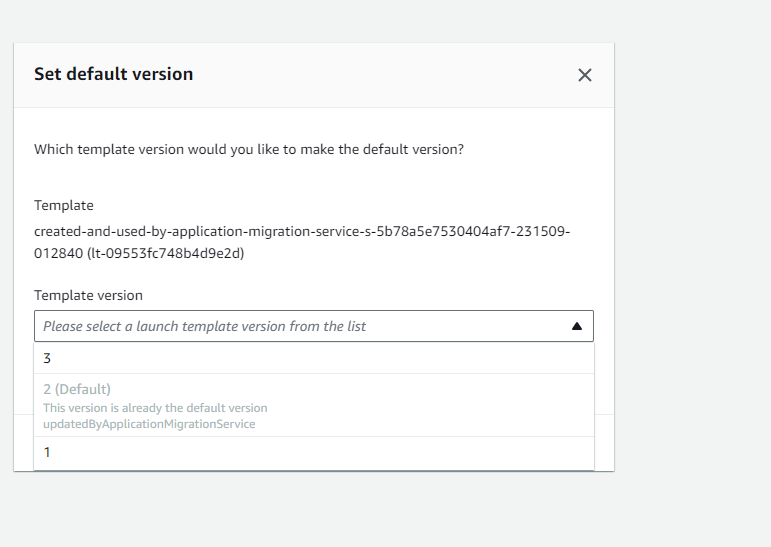 Set default version
Which template version would you like to make the default version?
Template
created-and-used-by-application-migration-service-s-5b78a5e7530404af7-231509-
012840 (lt-09553fc748b4d9e2d)
Template version
Please select a launch template version from the list
3
2 (Default)
This version is already the default version
updatedByApplicationMigrationService
1